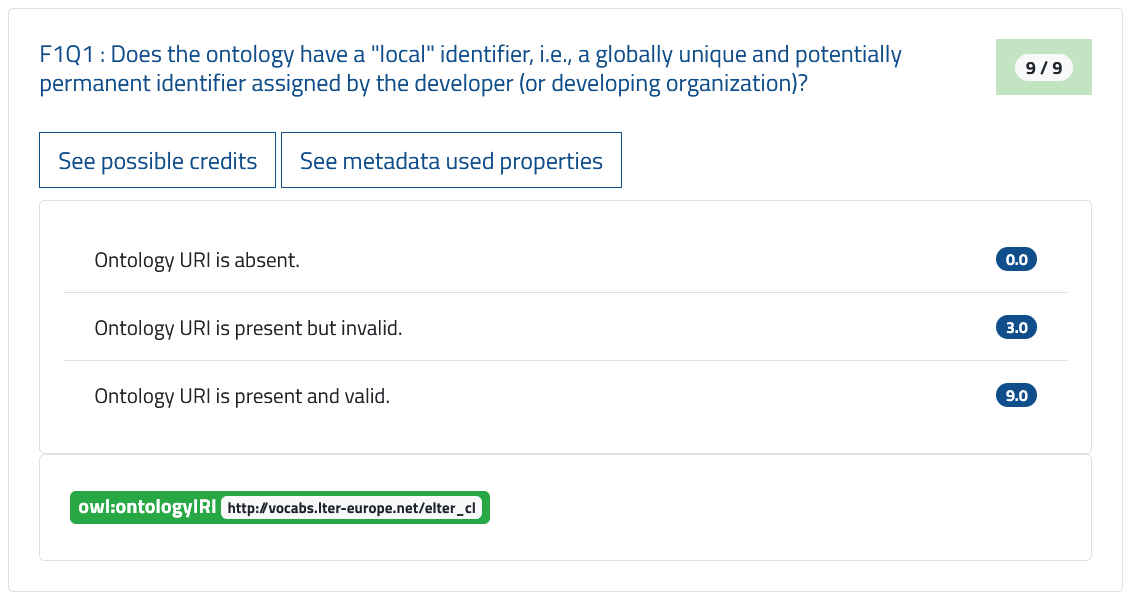 F1Q1 : Does the ontology have a "local" identifier, i.e., a globally unique and potentially
permanent identifier assigned by the developer (or developing organization)?
9 / 9
See possible credits
See metadata used properties
Ontology URI is absent.
0.0
Ontology URI is present but invalid.
3.0
Ontology URI is present and valid.
9.0
owl:ontologyIRI http://vocabs.lter-europe.net/elter_cl